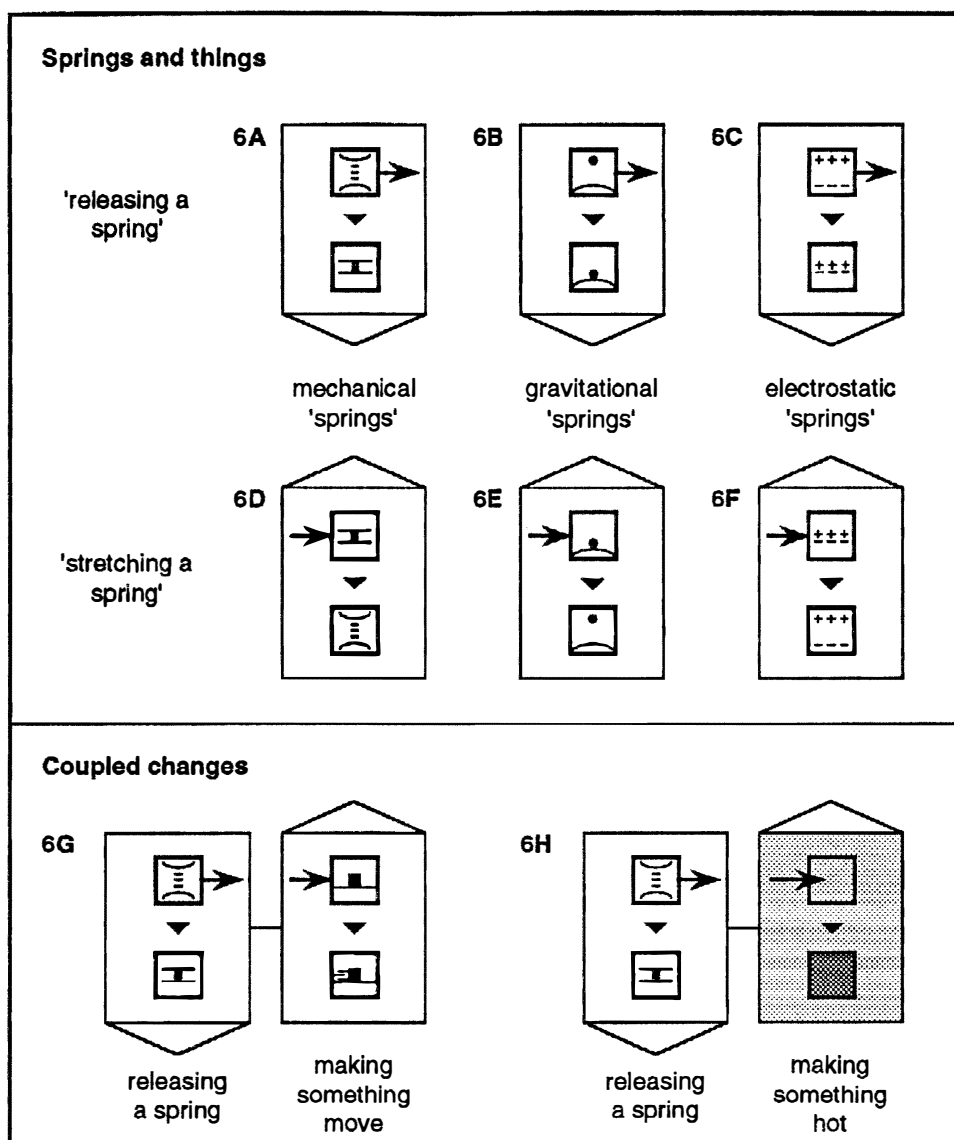 Springs and things
6A
6B
6C
'releasing a
spring'
mechanical
'springs'
gravitational
'springs'
electrostatic
'springs'
6D
6E
6F
'stretching a
spring'
Coupled changes
6G
6H
releasing
a spring
making
something
move
releasing
a spring
making
something
hot